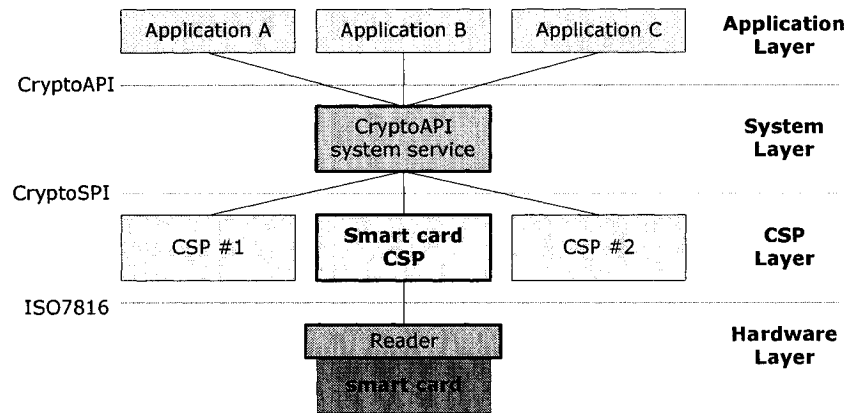 Application A
Application B
Application C
Application
Layer
CryptoAPI
CryptoAPI
system service
System
Layer
CryptoSPI
CSP #1
Smart card
CSP
CSP #2
CSP
Layer
ISO7816
Reader
Hardware
Layer
smart card